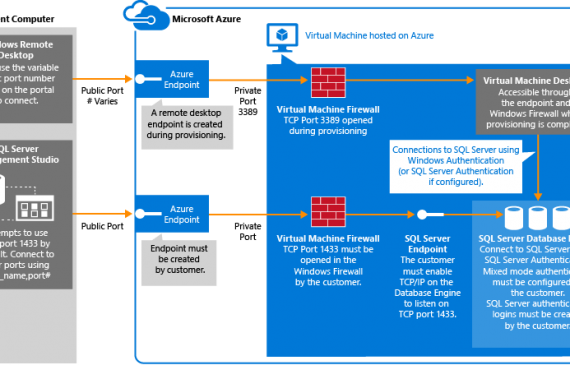 nt Computer
dows Remote
Desktop
use the variable
port number
on the portal
o connect.
QL Server
gement Studio
mpts to use
port 1433 by
lt. Connect to
r ports using
_name,port#
Public Port
# Varies
Public Port
Microsoft Azure
Azure
Endpoint
A remote desktop
endpoint is created
during provisioning.
Private
Port
3389
Azure
Endpoint
Endpoint must
be created
by customer.
Private
Port
Virtual Machine hosted on Azure
Virtual Machine Firewall
TCP Port 3389 opened
during provisioning
Virtual Machine Des
Accessible throug
the endpoint and
Windows Firewall wh
provisioning is comple
Connections to SQL Server using
Windows Authentication
(or SQL Server Authentication
if configured).
Virtual Machine Firewall
TCP Port 1433 must be
opened in the
Windows Firewall
by the customer.
SQL Server
Endpoint
The customer
must enable
TCP/IP on the
Database Engine
to listen on
TCP port 1433.
SQL Server Database
Connect to SQL Serve
SQL Server Authentica
Mixed mode authentic
must be configured
the customer.
SQL Server authentic
logins must be crea
by the customer